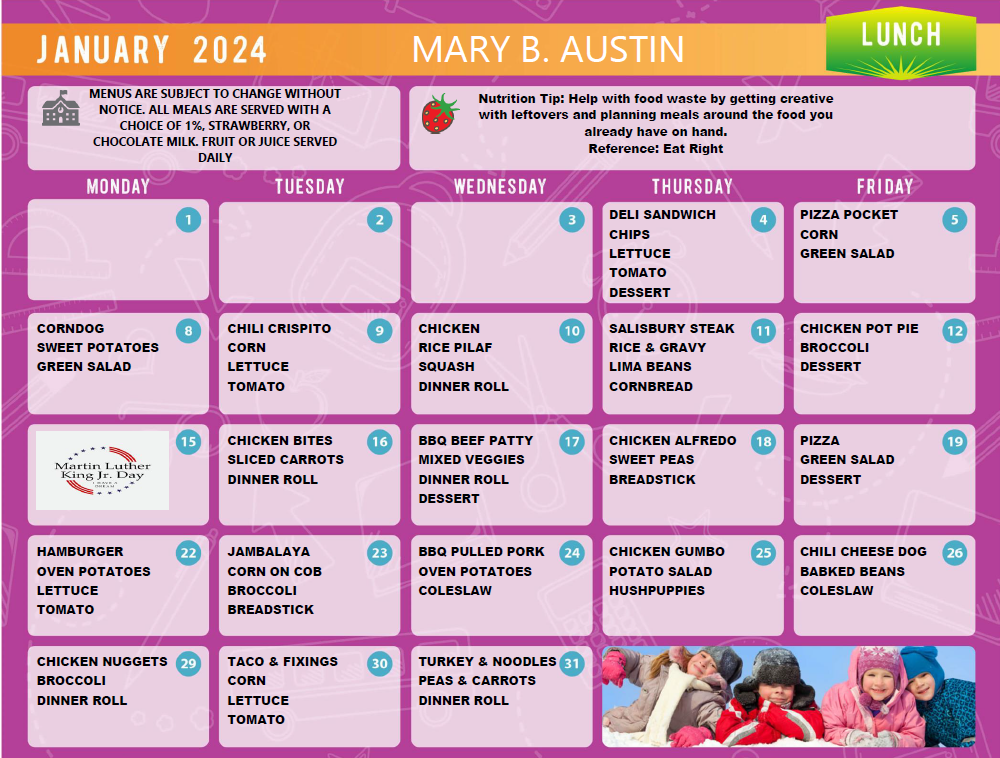 JANUARY 2024
MARY B. AUSTIN
LUNCH
MENUS ARE SUBJECT TO CHANGE WITHOUT
NOTICE. ALL MEALS ARE SERVED WITH A
CHOICE OF 1%, STRAWBERRY, OR
CHOCOLATE MILK. FRUIT OR JUICE SERVED
DAILY
Nutrition Tip: Help with food waste by getting creative
with leftovers and planning meals around the food you
already have on hand.
Reference: Eat Right
MONDAY TUESDAY WEDNESDAY THURSDAY FRIDAY
1
2
3
4
DELI SANDWICH
CHIPS
LETTUCE
TOMATO
DESSERT
5
PIZZA POCKET
CORN
GREEN SALAD
8
CORNDOG
SWEET POTATOES
GREEN SALAD
9
CHILI CRISPITO
CORN
LETTUCE
TOMATO
10
CHICKEN
RICE PILAF
SQUASH
DINNER ROLL
11
SALISBURY STEAK
RICE & GRAVY
LIMA BEANS
CORNBREAD
12
CHICKEN POT PIE
BROCCOLI
DESSERT
15
Martin Luther
King Jr. Day
I HAVE A
DREAM
16
CHICKEN BITES
SLICED CARROTS
DINNER ROLL
17
BBQ BEEF PATTY
MIXED VEGGIES
DINNER ROLL
DESSERT
18
CHICKEN ALFREDO
SWEET PEAS
BREADSTICK
19
PIZZA
GREEN SALAD
DESSERT
22
HAMBURGER
OVEN POTATOES
LETTUCE
TOMATO
23
JAMBALAYA
CORN ON COB
BROCCOLI
BREADSTICK
24
BBQ PULLED PORK
OVEN POTATOES
COLESLAW
25
CHICKEN GUMBO
POTATO SALAD
HUSHPUPPIES
26
CHILI CHEESE DOG
BABKED BEANS
COLESLAW
29
CHICKEN NUGGETS
BROCCOLI
DINNER ROLL
30
TACO & FIXINGS
CORN
LETTUCE
TOMATO
31
TURKEY & NOODLES
PEAS & CARROTS
DINNER ROLL